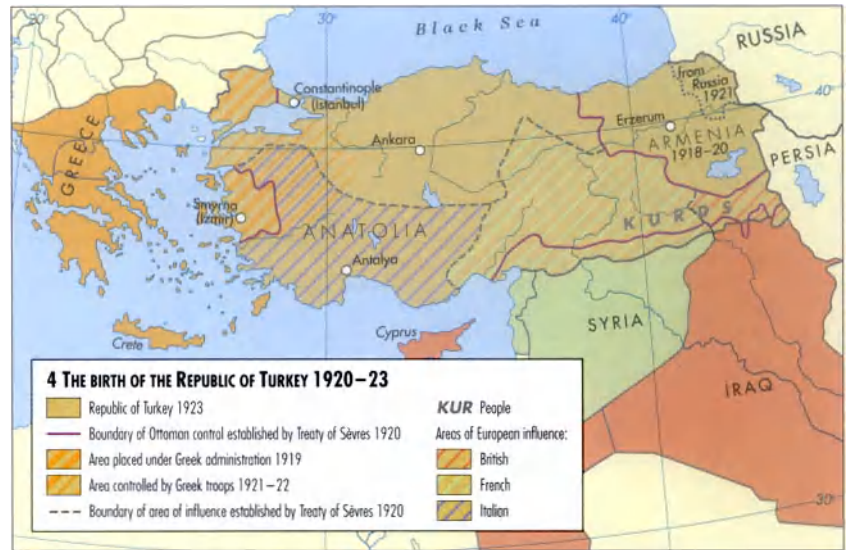 20°
30°
40°
Black Sea
RUSSIA
from
Russia
1921
40
Constantinople
(Istanbul)
Erzerum
Ankara
ARMENIA
1918–20
PERSIA
GREECE
Smyrna
(Izmir)
KURDS
ANATOLIA
Antalya
SYRIA
Cyprus
Crete
IRAQ
30°
4 THE BIRTH OF THE REPUBLIC OF TURKEY 1920–23
Republic of Turkey 1923
Boundary of Ottoman control established by Treaty of Sèvres 1920
Area placed under Greek administration 1919
Area controlled by Greek troops 1921–22
Boundary of area of influence established by Treaty of Sèvres 1920
KUR People
Areas of European influence:
British
French
Italian